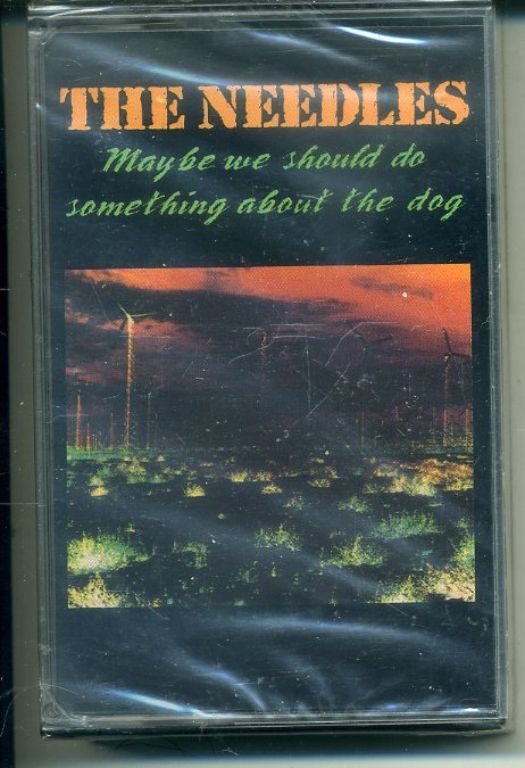 THE NEEDLES
Maybe we should do
something about the dog